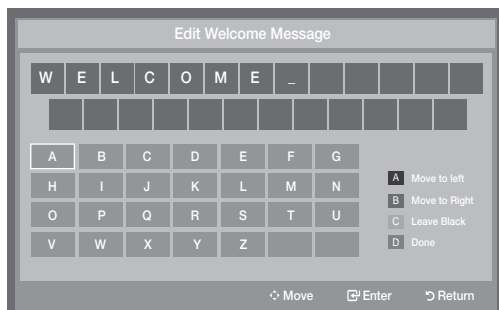 Edit Welcome Message
W E L C O M E _
A B C D E F G
H I J K L M N
O P Q R S T U
V W X Y Z
A Move to left
B Move to Right
C Leave Black
D Done
Move Enter Return